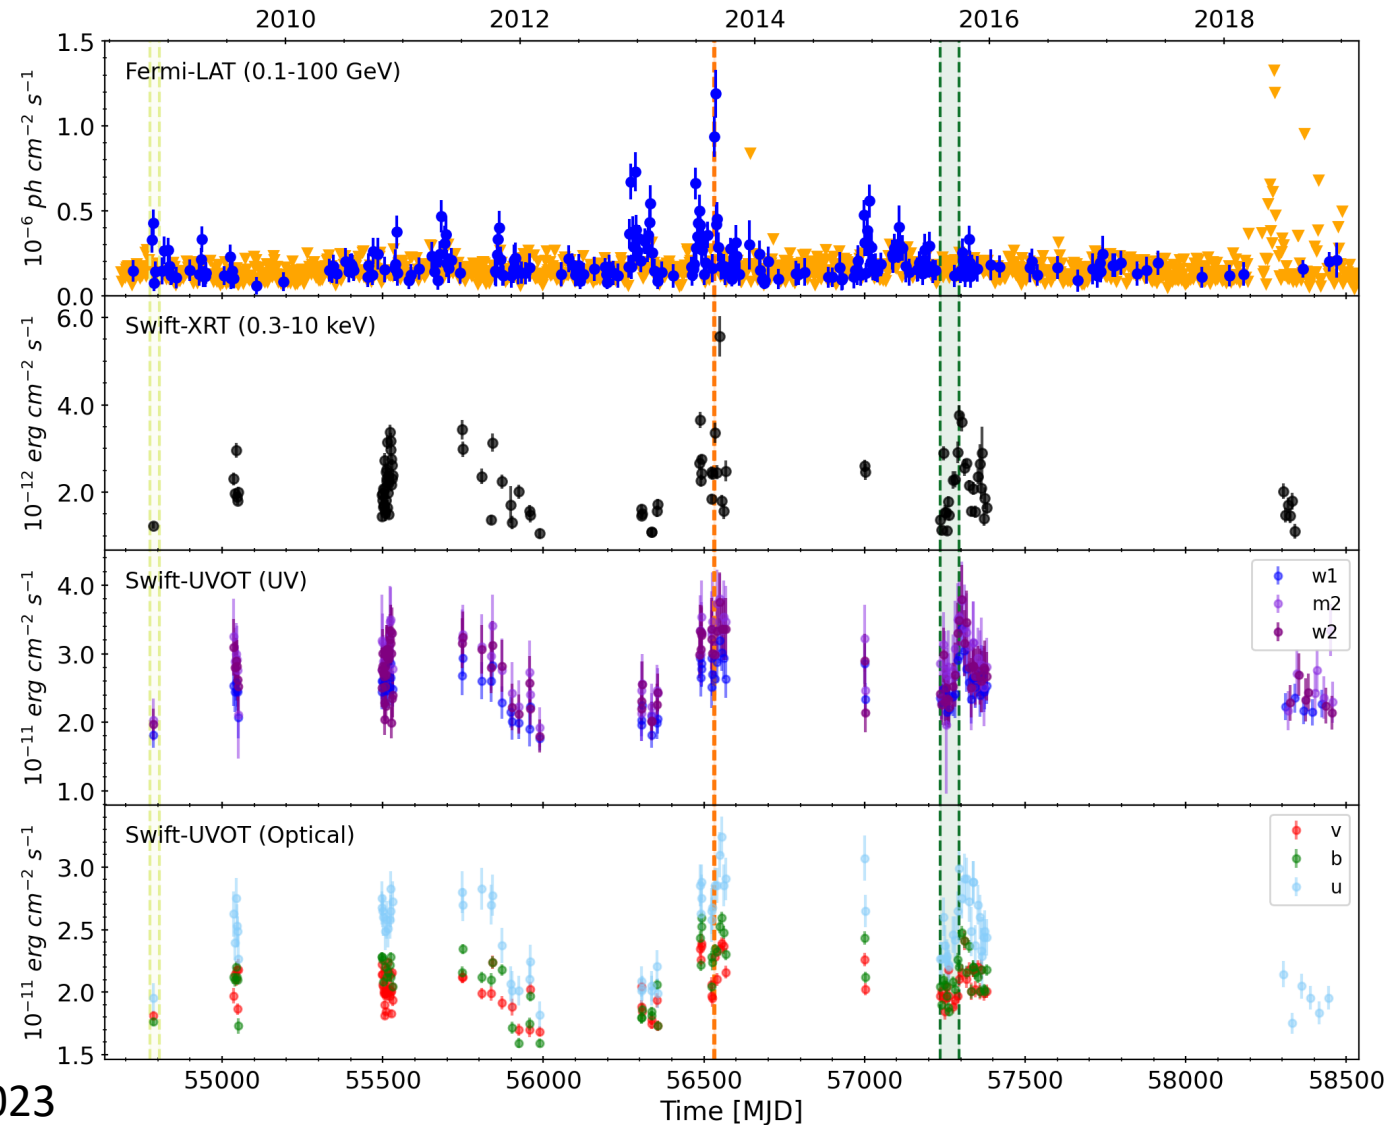 2010 2012 2014 2016 2018
Fermi-LAT (0.1-100 GeV)
10⁻⁶ ph cm⁻² s⁻¹
1.5
1.0
0.5
0.0
Swift-XRT (0.3-10 keV)
10⁻¹² erg cm⁻² s⁻¹
6.0
4.0
2.0
Swift-UVOT (UV)
10⁻¹¹ erg cm⁻² s⁻¹
4.0
3.0
2.0
1.0
w1
m2
w2
Swift-UVOT (Optical)
10⁻¹¹ erg cm⁻² s⁻¹
3.0
2.5
2.0
1.5
v
b
u
55000 55500 56000 56500 57000 57500 58000 58500
Time [MJD]
023